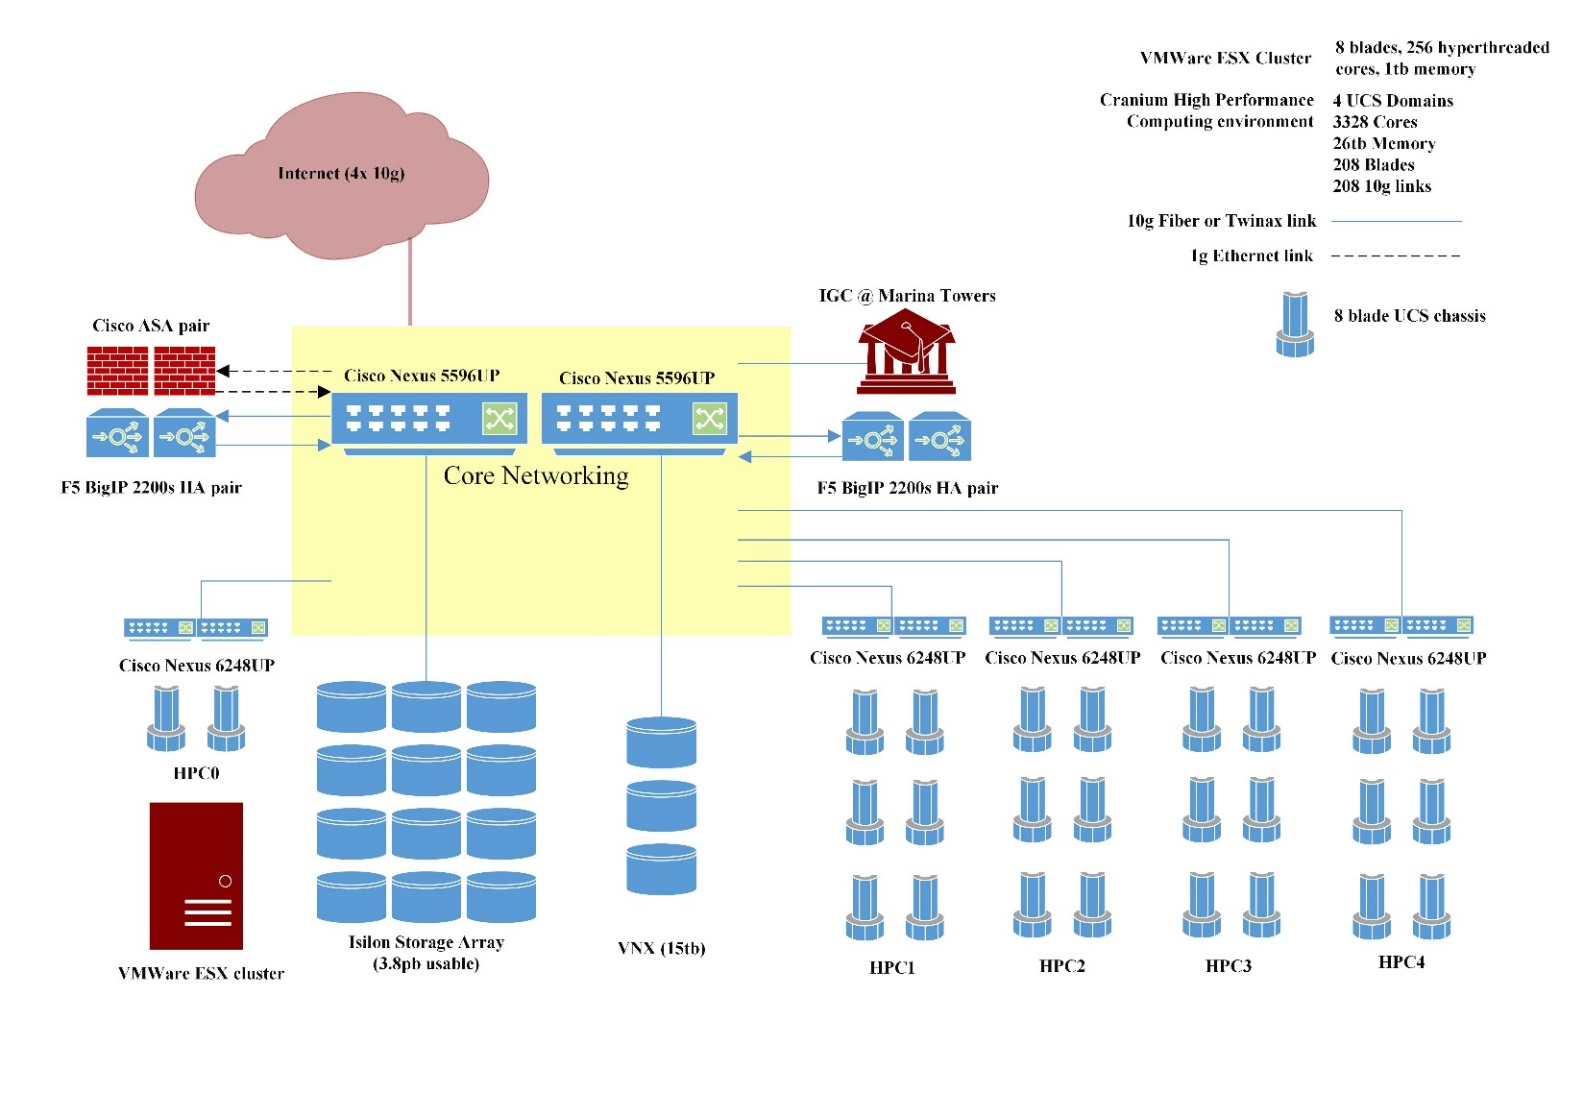 VMWare ESX Cluster
8 blades, 256 hyperthreaded
cores, 1tb memory
Cranium High Performance
Computing environment
4 UCS Domains
3328 Cores
26tb Memory
208 Blades
208 10g links
10g Fiber or Twinax link
1g Ethernet link
8 blade UCS chassis
Internet (4x 10g)
IGC @ Marina Towers
Cisco ASA pair
Cisco Nexus 5596UP
Cisco Nexus 5596UP
Core Networking
F5 BigIP 2200s HA pair
F5 BigIP 2200s HA pair
Cisco Nexus 6248UP
Cisco Nexus 6248UP
Cisco Nexus 6248UP
Cisco Nexus 6248UP
Cisco Nexus 6248UP
HPC0
VMWare ESX cluster
Isilon Storage Array
(3.8pb usable)
VNX (15tb)
HPC1
HPC2
HPC3
HPC4